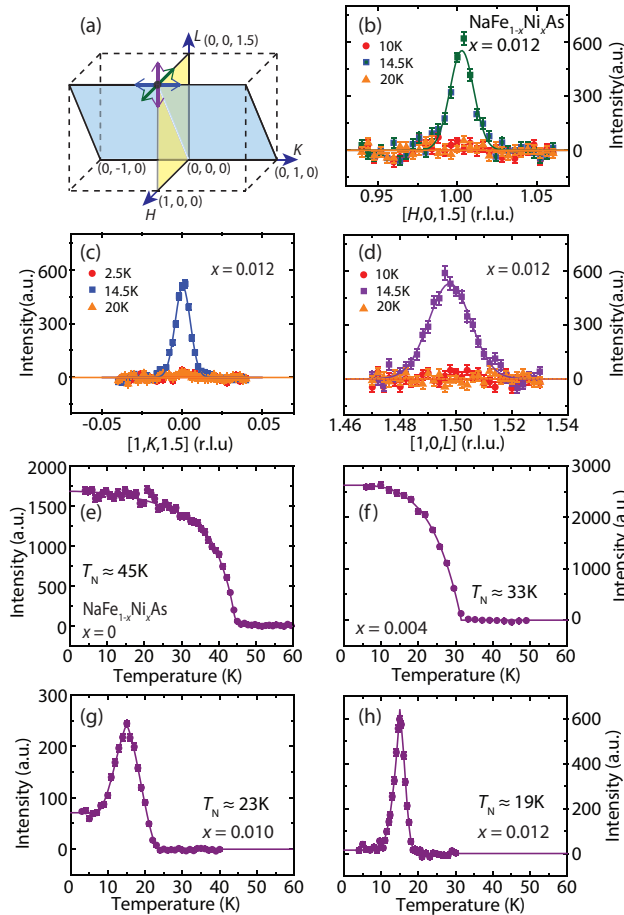 (a)
L
(0, 0, 1.5)
K
(0, -1, 0)
(0, 0, 0)
(0, 1, 0)
(1, 0, 0)
H
(b)
NaFe1-xNixAs
x = 0.012
10K
14.5K
20K
600
300
0
Intensity(a.u.)
0.95
1.00
1.05
[H,0,1.5] (r.l.u.)
(c)
2.5K
14.5K
20K
x = 0.012
Intensity(a.u.)
600
300
0
-0.05
0.00
0.05
[1,K,1.5] (r.l.u)
(d)
10K
14.5K
20K
x = 0.012
600
300
0
Intensity(a.u.)
1.46
1.48
1.50
1.52
1.54
[1,0,L] (r.l.u.)
(e)
Intensity (a.u.)
2000
1500
1000
500
0
TN ≈ 45K
NaFe1-xNixAs
x = 0
0 10 20 30 40 50 60
Temperature (K)
(f)
3000
2000
1000
0
Intensity (a.u.)
TN ≈ 33K
x = 0.004
0 10 20 30 40 50 60
Temperature (K)
(g)
Intensity (a.u.)
300
200
100
0
TN ≈ 23K
x = 0.010
0 10 20 30 40 50 60
Temperature (K)
(h)
600
400
200
0
Intensity (a.u.)
TN ≈ 19K
x = 0.012
0 10 20 30 40 50 60
Temperature (K)